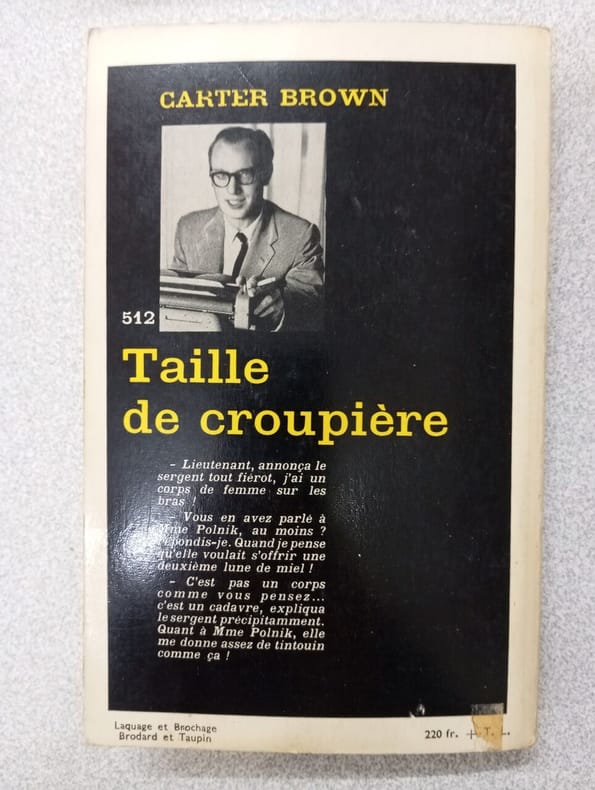 CARTER BROWN
512
Taille
de croupière
- Lieutenant, annonça le
sergent tout fiérot, j'ai un
corps de femme sur les
bras !
Vous en avez parlé à
Mme Polnik, au moins ?
répondis-je. Quand je pense
qu'elle voulait s'offrir une
deuxième lune de miel !
- C'est pas un corps
comme vous pensez...
c'est un cadavre, expliqua
le sergent précipitamment.
Quant à Mme Polnik, elle
me donne assez de tintouin
comme ça !
Laquage et Brochage
Brodard et Taupin
220 fr. + T. L.